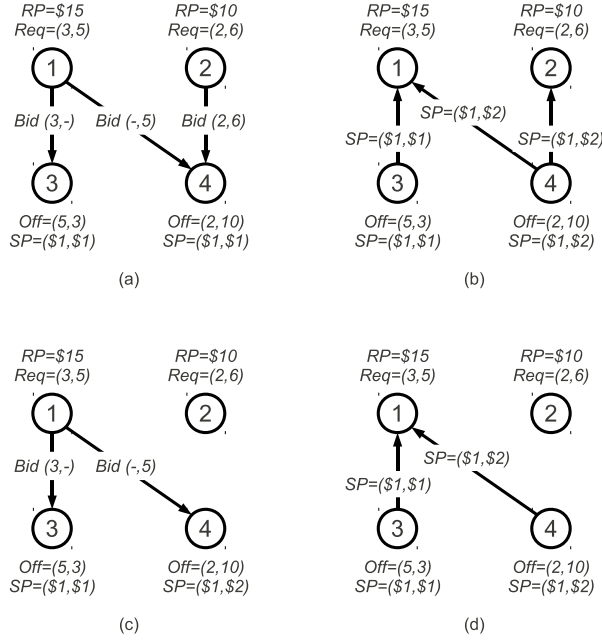 RP=$15 RP=$10
Req=(3,5) Req=(2,6)
1 2
Bid (3,-) Bid (-,5) Bid (2,6)
3 4
Off=(5,3) Off=(2,10)
SP=($1,$1) SP=($1,$1)
(a)
RP=$15 RP=$10
Req=(3,5) Req=(2,6)
1 2
SP=($1,$2)
SP=($1,$1) SP=($1,$2)
3 4
Off=(5,3) Off=(2,10)
SP=($1,$1) SP=($1,$2)
(b)
RP=$15 RP=$10
Req=(3,5) Req=(2,6)
1 2
Bid (3,-) Bid (-,5)
3 4
Off=(5,3) Off=(2,10)
SP=($1,$1) SP=($1,$2)
(c)
RP=$15 RP=$10
Req=(3,5) Req=(2,6)
1 2
SP=($1,$2)
SP=($1,$1)
3 4
Off=(5,3) Off=(2,10)
SP=($1,$1) SP=($1,$2)
(d)